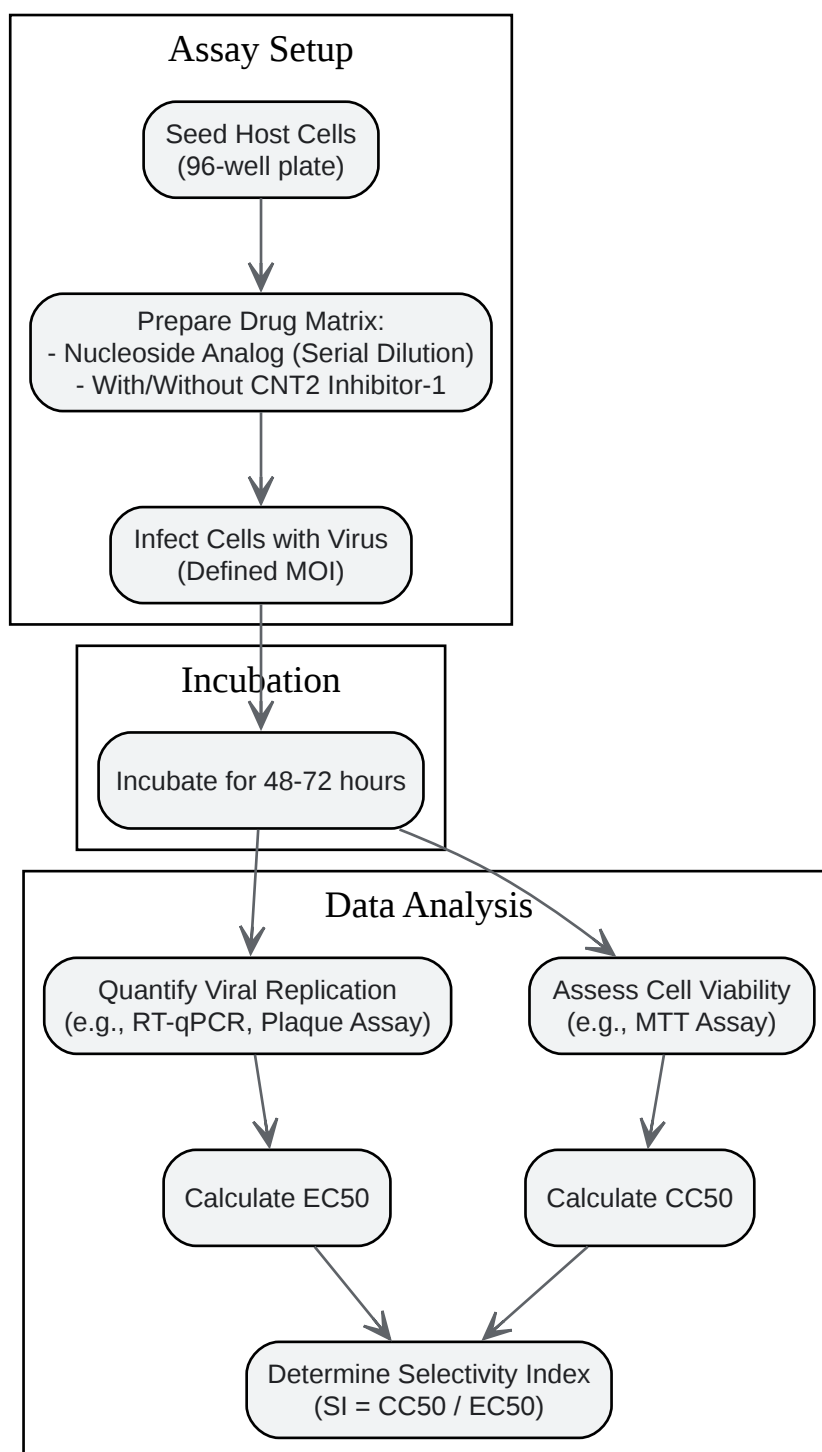 Assay Setup
Seed Host Cells
(96-well plate)
Prepare Drug Matrix:
- Nucleoside Analog (Serial Dilution)
- With/Without CNT2 Inhibitor-1
Infect Cells with Virus
(Defined MOI)
Incubation
Incubate for 48-72 hours
Data Analysis
Quantify Viral Replication
(e.g., RT-qPCR, Plaque Assay)
Assess Cell Viability
(e.g., MTT Assay)
Calculate EC50
Calculate CC50
Determine Selectivity Index
(SI = CC50 / EC50)